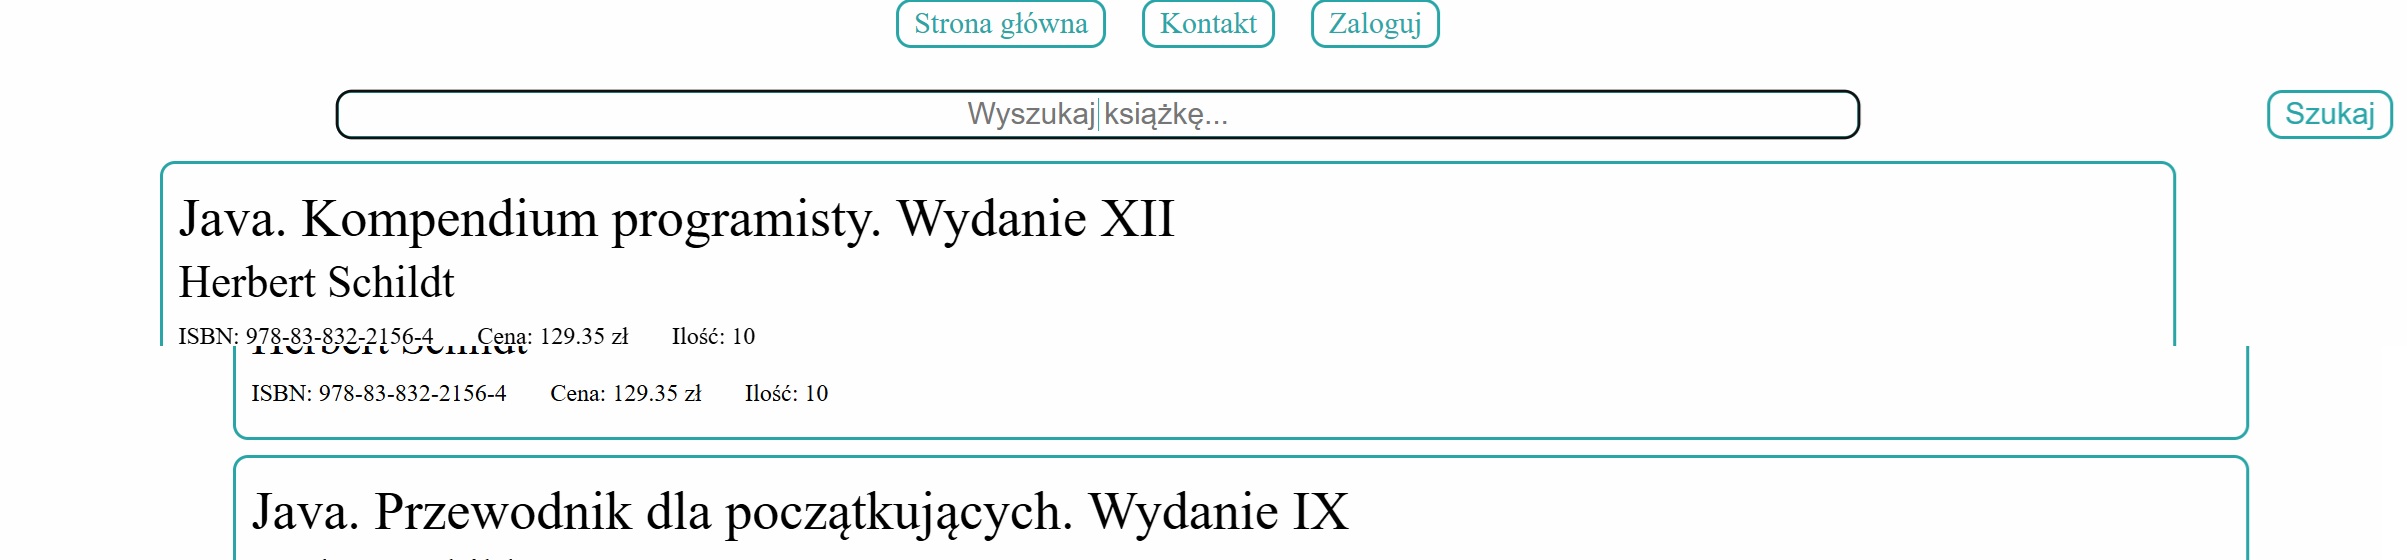 Strona główna Kontakt Zaloguj
Wyszukaj książkę... Szukaj
Java. Kompendium programisty. Wydanie XII
Herbert Schildt
ISBN: 978-83-832-2156-4 Cena: 129.35 zł Ilość: 10
Herbert Schildt
ISBN: 978-83-832-2156-4 Cena: 129.35 zł Ilość: 10
Java. Przewodnik dla początkujących. Wydanie IX